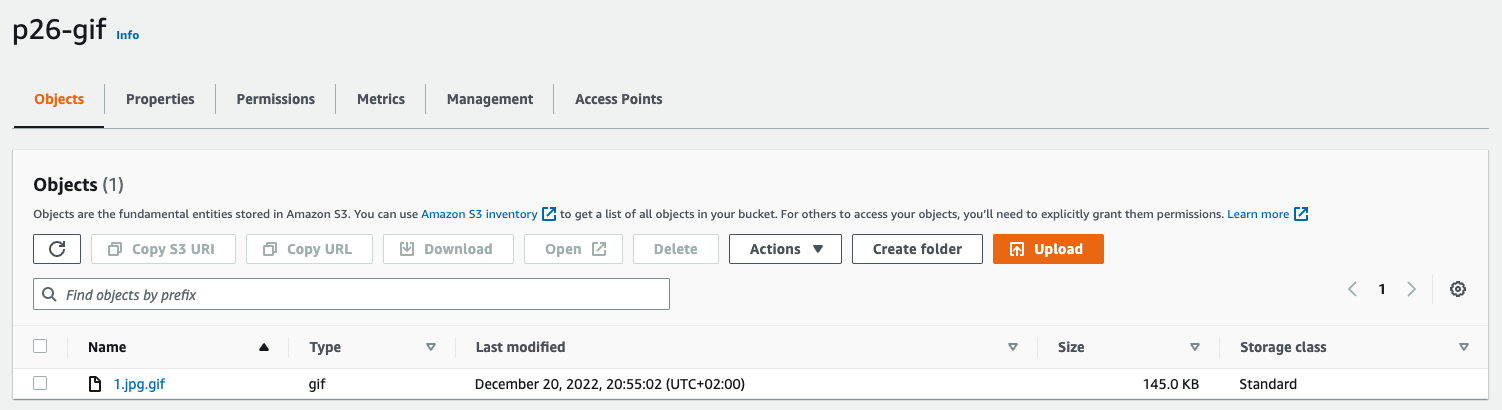 p26-gif Info
Objects Properties Permissions Metrics Management Access Points
Objects (1)
Objects are the fundamental entities stored in Amazon S3. You can use Amazon S3 inventory to get a list of all objects in your bucket. For others to access your objects, you'll need to explicitly grant them permissions. Learn more
Copy S3 URI Copy URL Download Open Delete Actions Create folder Upload
Find objects by prefix 1
Name Type Last modified Size Storage class
1.jpg.gif gif December 20, 2022, 20:55:02 (UTC+02:00) 145.0 KB Standard